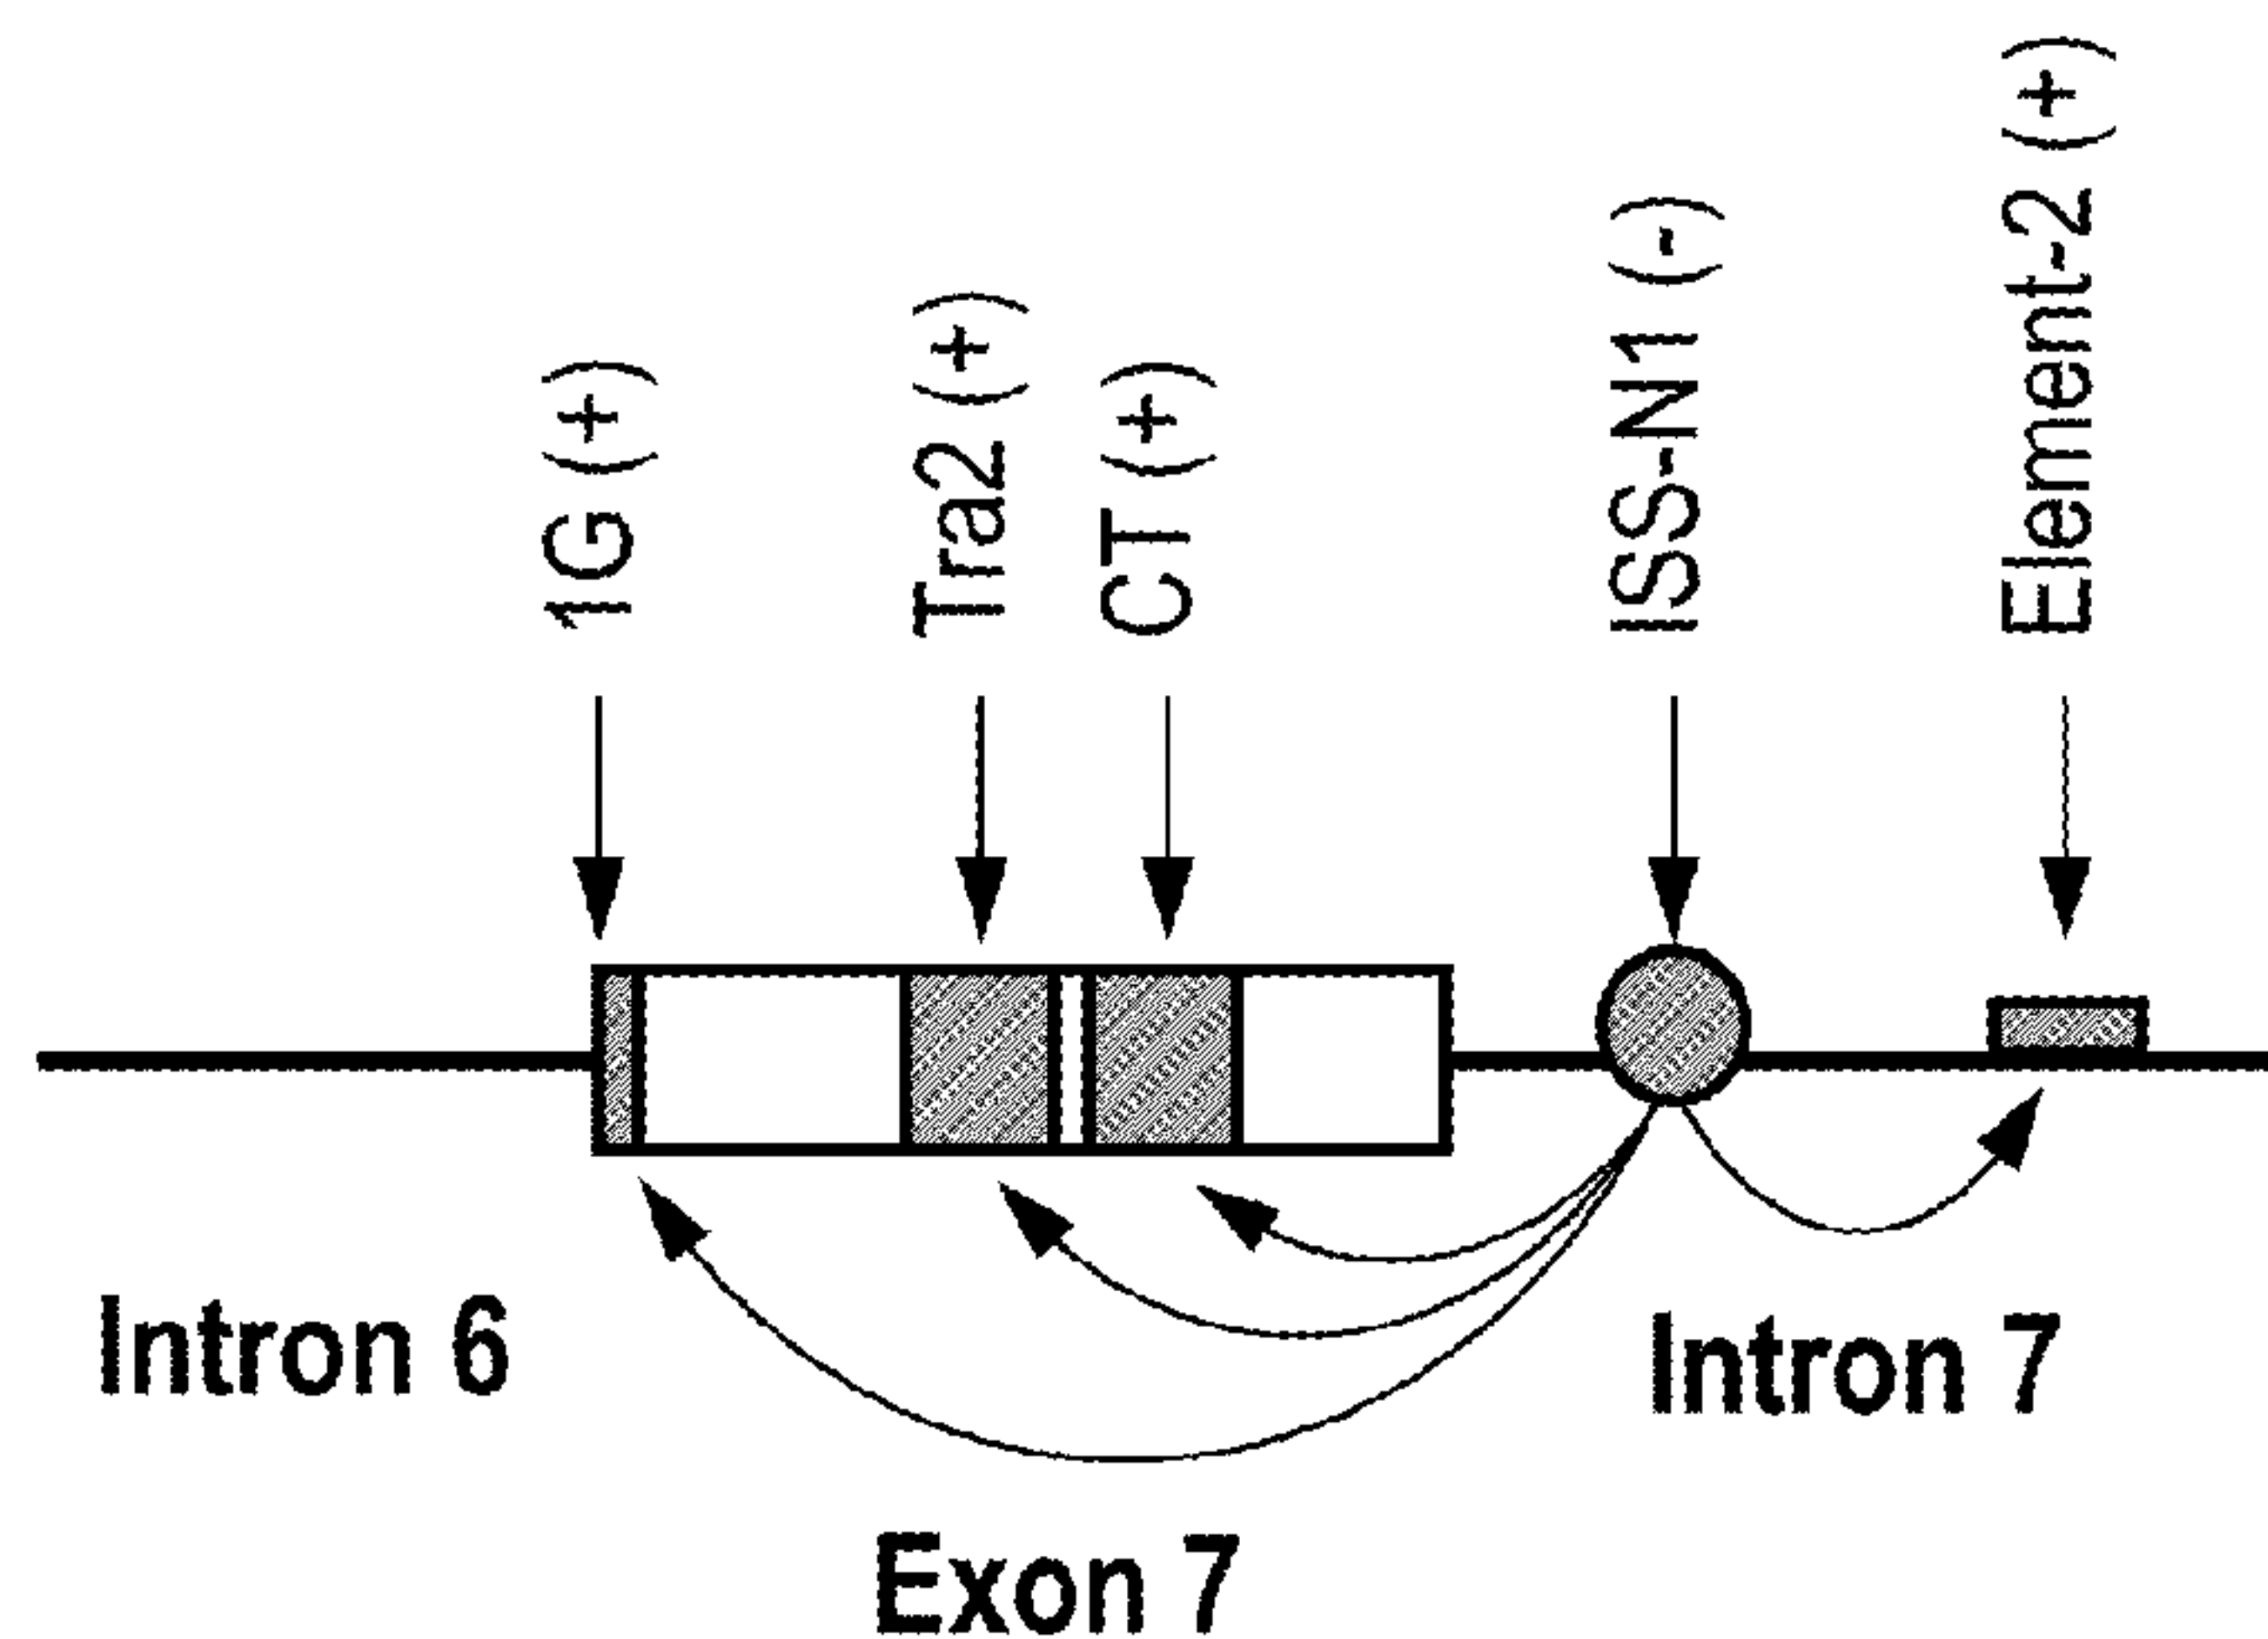 1G (+)
Tra2 (+)
CT (+)
ISS-N1 (-)
Element-2 (+)
Intron 6
Intron 7
Exon 7